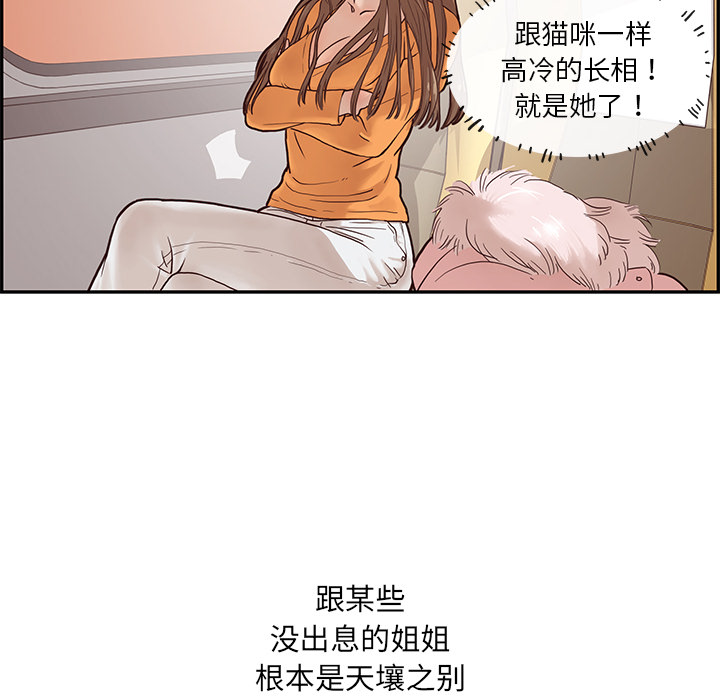 跟猫咪一样
高冷的长相！
就是她了！
跟某些
没出息的姐姐
根本是天壤之别